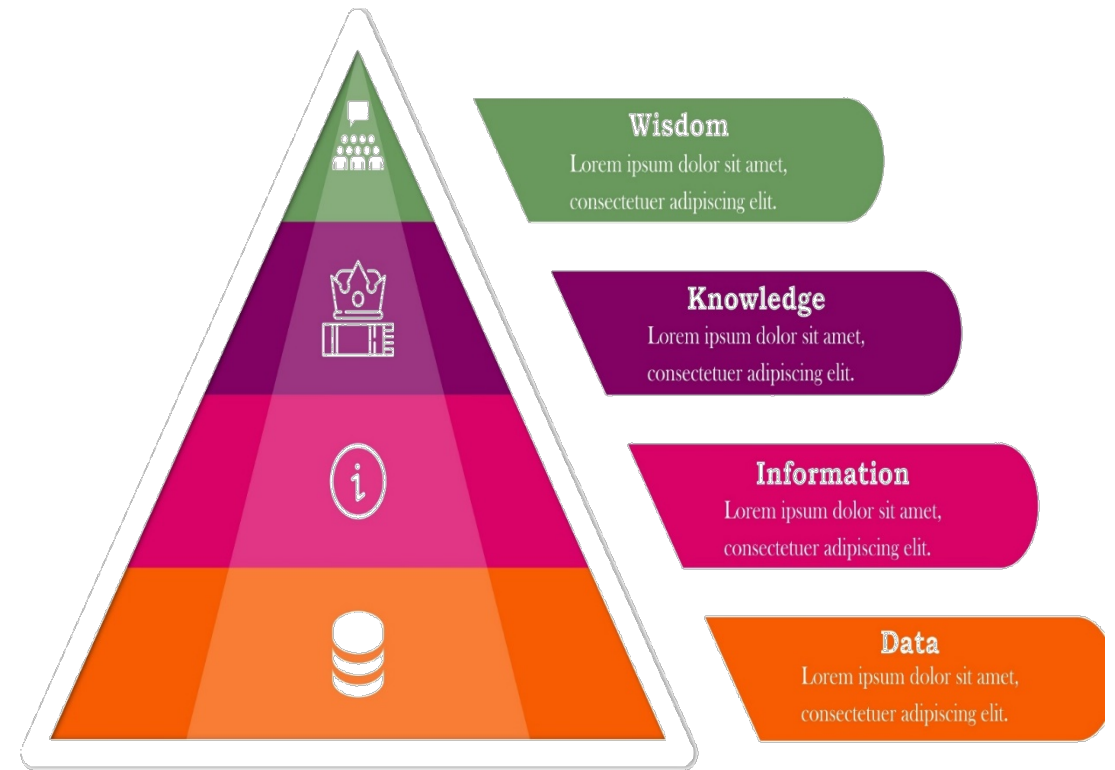 Wisdom
Lorem ipsum dolor sit amet,
consectetuer adipiscing elit.
Knowledge
Lorem ipsum dolor sit amet,
consectetuer adipiscing elit.
i
Information
Lorem ipsum dolor sit amet,
consectetuer adipiscing elit.
Data
Lorem ipsum dolor sit amet,
consectetuer adipiscing elit.